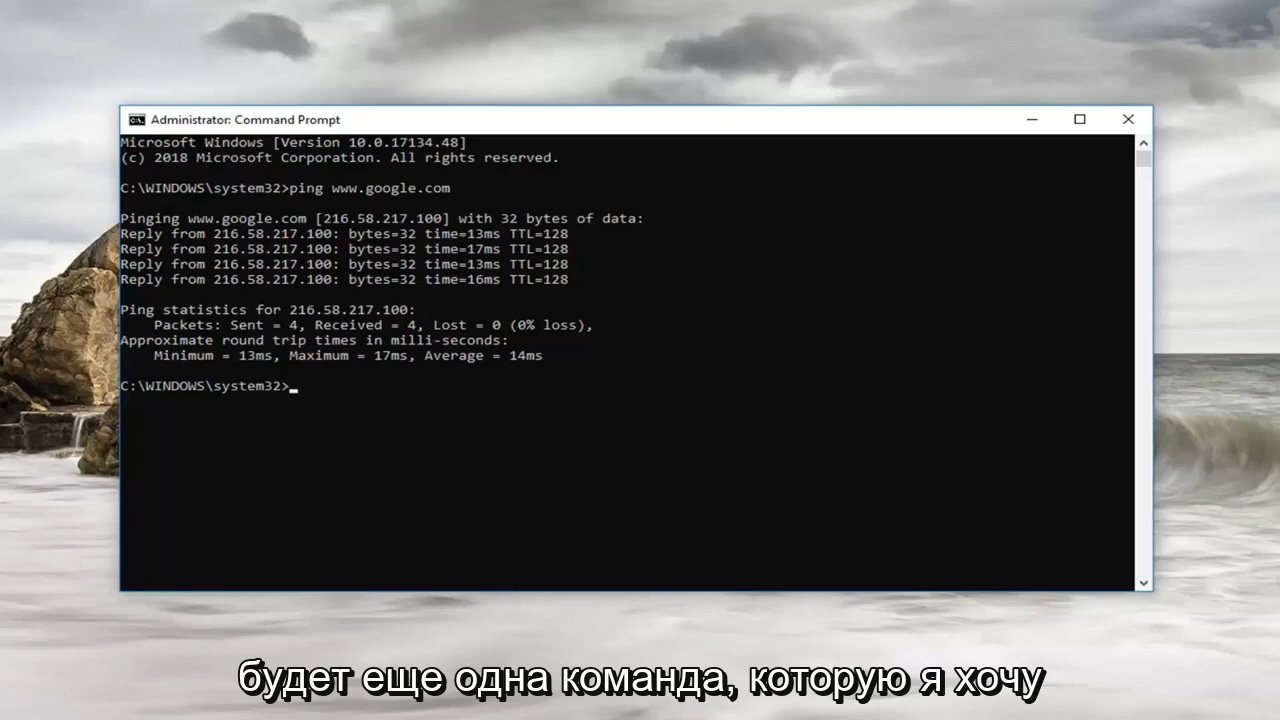 Administrator: Command Prompt
Microsoft Windows [Version 10.0.17134.48]
(c) 2018 Microsoft Corporation. All rights reserved.
C:\WINDOWS\system32>ping www.google.com
Pinging www.google.com [216.58.217.100] with 32 bytes of data:
Reply from 216.58.217.100: bytes=32 time=13ms TTL=128
Reply from 216.58.217.100: bytes=32 time=17ms TTL=128
Reply from 216.58.217.100: bytes=32 time=13ms TTL=128
Reply from 216.58.217.100: bytes=32 time=16ms TTL=128
Ping statistics for 216.58.217.100:
Packets: Sent = 4, Received = 4, Lost = 0 (0% loss),
Approximate round trip times in milli-seconds:
Minimum = 13ms, Maximum = 17ms, Average = 14ms
C:\WINDOWS\system32>
будет еще одна команда, которую я хочу